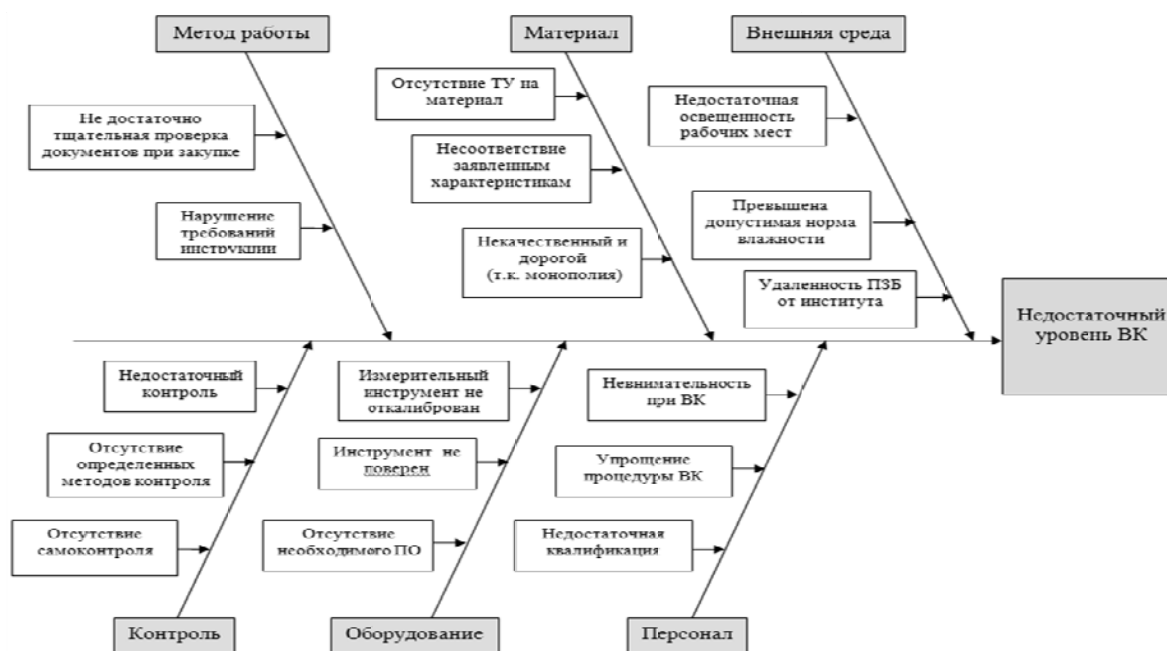 Метод работы
Материал
Внешняя среда
Не достаточно
тщательная проверка
документов при закупке
Нарушение
требований
инструкции
Отсутствие ТУ на
материал
Несоответствие
заявленным
характеристикам
Некачественный и
дорогой
(т.к. монополия)
Недостаточная
освещенность
рабочих мест
Превышена
допустимая норма
влажности
Удаленность ПЗБ
от института
Недостаточный
уровень ВК
Недостаточный
контроль
Отсутствие
определенных
методов контроля
Отсутствие
самоконтроля
Измерительный
инструмент не
откалиброван
Инструмент не
поверен
Отсутствие
необходимого ПО
Невнимательность
при ВК
Упрощение
процедуры ВК
Недостаточная
квалификация
Контроль
Оборудование
Персонал